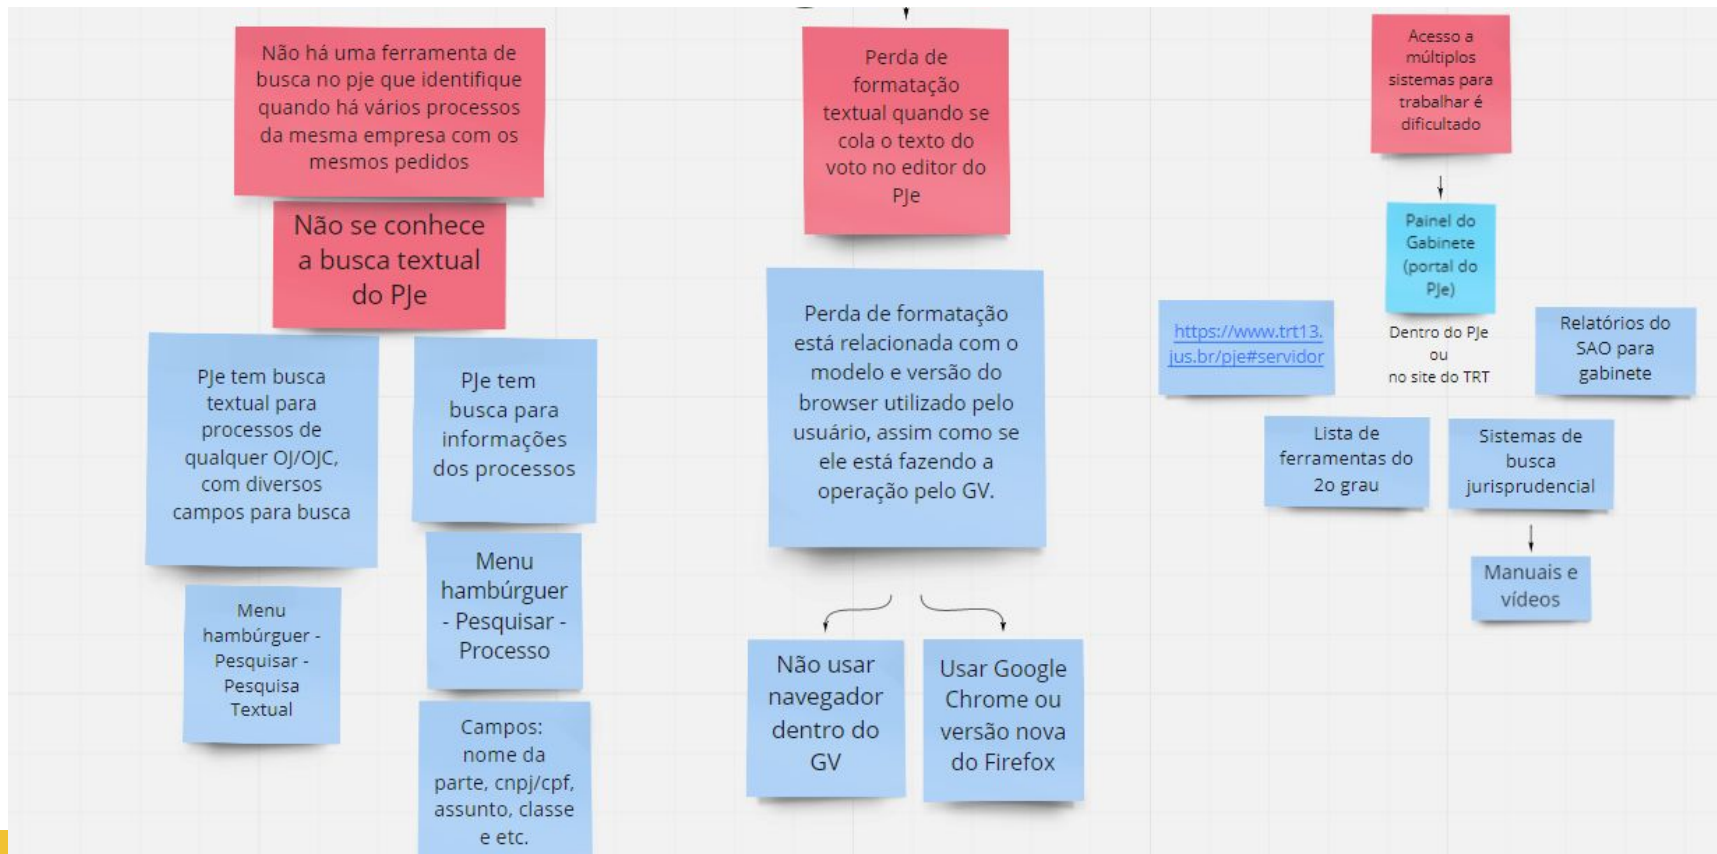 Não há uma ferramenta de
busca no pje que identifique
quando há vários processos
da mesma empresa com os
mesmos pedidos
Não se conhece
a busca textual
do PJe
PJe tem busca
textual para
processos de
qualquer OJ/OJC,
com diversos
campos para busca
Menu
hambúrguer -
Pesquisar -
Pesquisa
Textual
PJe tem
busca para
informações
dos processos
Menu
hambúrguer
- Pesquisar -
Processo
Campos:
nome da
parte, cnpj/cpf,
assunto, classe
e etc.
Perda de
formatação
textual quando se
cola o texto do
voto no editor do
PJe
Perda de formatação
está relacionada com o
modelo e versão do
browser utilizado pelo
usuário, assim como se
ele está fazendo a
operação pelo GV.
Não usar
navegador
dentro do
GV
Usar Google
Chrome ou
versão nova
do Firefox
Acesso a
múltiplos
sistemas para
trabalhar é
dificultado
Painel do
Gabinete
(portal do
PJe)
Dentro do PJe
ou
no site do TRT
https://www.trt13.
jus.br/pje#servidor
Relatórios do
SAO para
gabinete
Lista de
ferramentas do
2o grau
Sistemas de
busca
jurisprudencial
Manuais e
vídeos